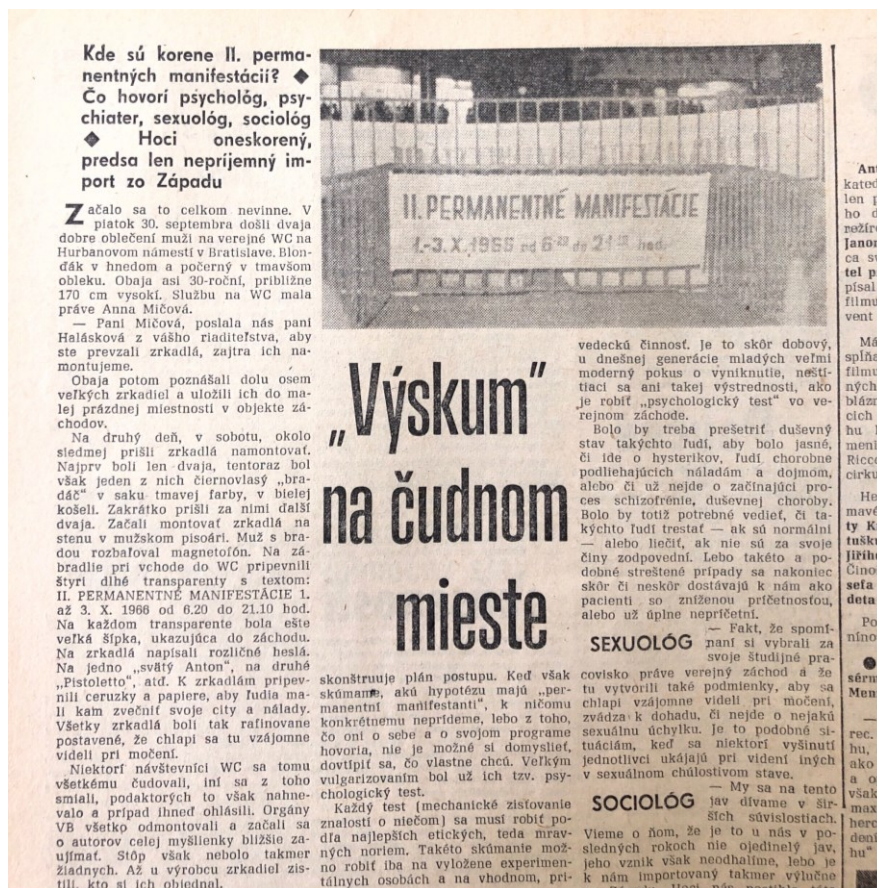 Kde sú korene II. perma-
nentných manifestácií? ◆
Čo hovorí psychológ, psy-
chiater, sexuológ, sociológ
◆ Hoci oneskorený,
predsa len nepríjemný im-
port zo Západu
Začalo sa to celkom nevinne. V
piatok 30. septembra došli dvaja
dobre oblečení muži na verejné WC na
Hurbanovom námestí v Bratislave. Blon-
ďák v hnedom a počerný v tmavšom
obleku. Obaja asi 30-roční, približne
170 cm vysokí. Službu na WC mala
práve Anna Mičová.
— Pani Mičová, poslala nás pani
Halásková z vášho riaditeľstva, aby
ste prevzali zrkadlá, zajtra ich na-
montujeme.
Obaja potom poznášali dolu osem
veľkých zrkadiel a uložili ich do ma-
lej prázdnej miestnosti v objekte zá-
chodov.
Na druhý deň, v sobotu, okolo
siedmej prišli zrkadlá namontovať.
Najprv boli len dvaja, tentoraz bol
však jeden z nich čiernovlasý „bra-
dáč“ v saku tmavej farby, v bielej
košeli. Zakrátko prišli za nimi ďalší
dvaja. Začali montovať zrkadlá na
stenu v mužskom pisoári. Muž s bra-
dou rozbaľoval magnetofón. Na zá-
bradlie pri vchode do WC pripevnili
štyri dlhé transparenty s textom:
II. PERMANENTNÉ MANIFESTÁCIE 1.
až 3. X. 1966 od 6.20 do 21.10 hod.
Na každom transparente bola ešte
veľká šípka, ukazujúca do záchodu.
Na zrkadlá napísali rozličné heslá.
Na jedno „svätý Anton“, na druhé
„Pistoletto“, atď. K zrkadlám pripev-
nili ceruzky a papiere, aby ľudia ma-
li kam zvečniť svoje city a nálady.
Všetky zrkadlá boli tak rafinovane
postavené, že chlapi sa tu vzájomne
videli pri močení.
Niektorí návštevníci WC sa tomu
všetkému čudovali, iní sa z toho
smiali, podaktorých to však nahne-
valo a prípad ihneď ohlásili. Orgány
VB všetko odmontovali a začali sa
o autorov celej myšlienky bližšie za-
ujímať. Stôp však nebolo takmer
žiadnych. Až u výrobcu zrkadiel zis-
tili, kto si ich objednal.
II. PERMANENTNÉ MANIFESTÁCIE
1.-3. X. 1966 od 6²⁰ do 21¹⁰ hod.
„Výskum“
na čudnom
mieste
skonštruuje plán postupu. Keď však
skúmame, akú hypotézu majú „per-
manentní manifestanti“, k ničomu
konkrétnemu neprídeme, lebo z toho,
čo oni o sebe a o svojom programe
hovoria, nie je možné si domyslieť,
dovtípiť sa, čo vlastne chcú. Veľkým
vulgarizovaním bol už ich tzv. psy-
chologický test.
Každý test (mechanické zisťovanie
znalostí o niečom) sa musí robiť po-
dľa najlepších etických, teda mrav-
ných noriem. Takéto skúmanie mož-
no robiť iba na vyložene experimen-
tálnych osobách a na vhodnom, pri-
vedeckú činnosť. Je to skôr dobový,
u dnešnej generácie mladých veľmi
moderný pokus o vyniknutie, neští-
tiaci sa ani takej výstrednosti, ako
je robiť „psychologický test“ vo ve-
rejnom záchode.
Bolo by treba prešetriť duševný
stav takýchto ľudí, aby bolo jasné,
či ide o hysterikov, ľudí chorobne
podliehajúcich náladám a dojmom,
alebo či už nejde o začínajúci pro-
ces schizofrénie, duševnej choroby.
Bolo by totiž potrebné vedieť, či ta-
kýchto ľudí trestať — ak sú normálni
— alebo liečiť, ak nie sú za svoje
činy zodpovední. Lebo takéto a po-
dobné streštené prípady sa nakoniec
skôr či neskôr dostávajú k nám ako
pacienti so zníženou príčetnosťou,
alebo už úplne nepríčetní.
SEXUOLÓG — Fakt, že spomí-
naní si vybrali za
svoje študijné pra-
covisko práve verejný záchod a že
tu vytvorili také podmienky, aby sa
chlapi vzájomne videli pri močení,
zvádza k dohadu, či nejde o nejakú
sexuálnu úchylku. Je to podobné si-
tuáciám, keď sa niektorí vyšinutí
jednotlivci ukájajú pri videní iných
v sexuálnom chúlostivom stave.
SOCIOLÓG — My sa na tento
jav dívame v šir-
ších súvislostiach.
Vieme o ňom, že je to u nás v po-
sledných rokoch nie ojedinelý jav,
jeho vznik však neodhalíme, lebo je
k nám importovaný takmer výlučne